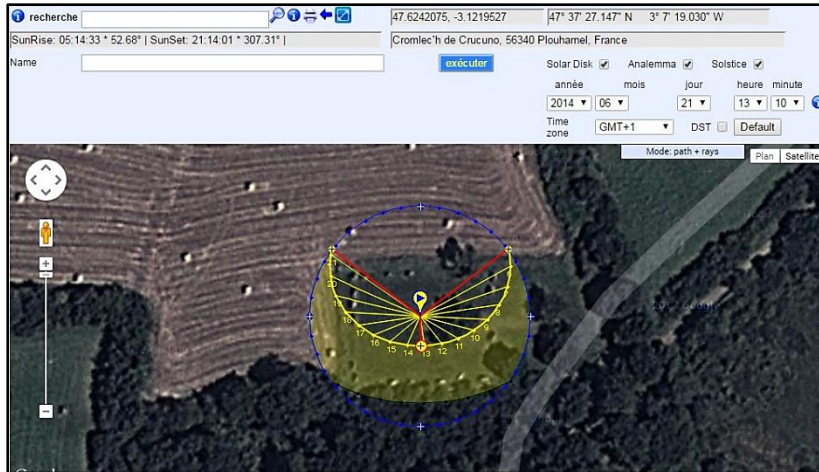 recherche
47.6242075, -3.1219527
47° 37' 27.147" N 3° 7' 19.030" W
SunRise: 05:14:33 * 52.68° | SunSet: 21:14:01 * 307.31° |
Cromlec'h de Crucuno, 56340 Plouharnel, France
Name
exécuter
Solar Disk Analemma Solstice
année mois jour heure minute
2014 06 21 13 10
Time zone GMT+1 DST Default
Mode: path + rays
Plan Satellite
21
20
19
18
17
16
15
14
13
12
11
10
9
8